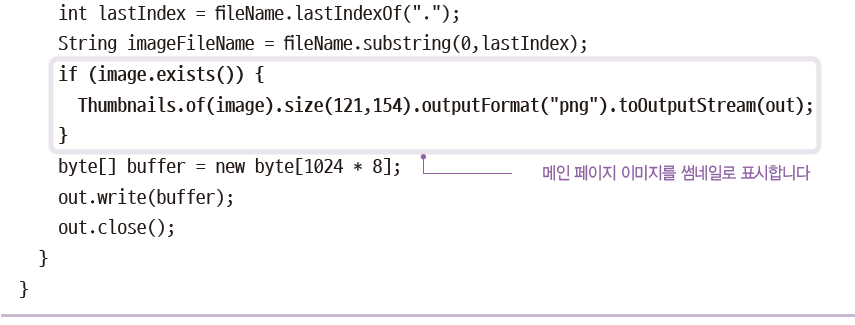 int lastIndex = fileName.lastIndexOf(".");
String imageFileName = fileName.substring(0,lastIndex);
if (image.exists()) {
Thumbnails.of(image).size(121,154).outputFormat("png").toOutputStream(out);
}
byte[] buffer = new byte[1024 * 8];
메인 페이지 이미지를 썸네일로 표시합니다
out.write(buffer);
out.close();
}
}